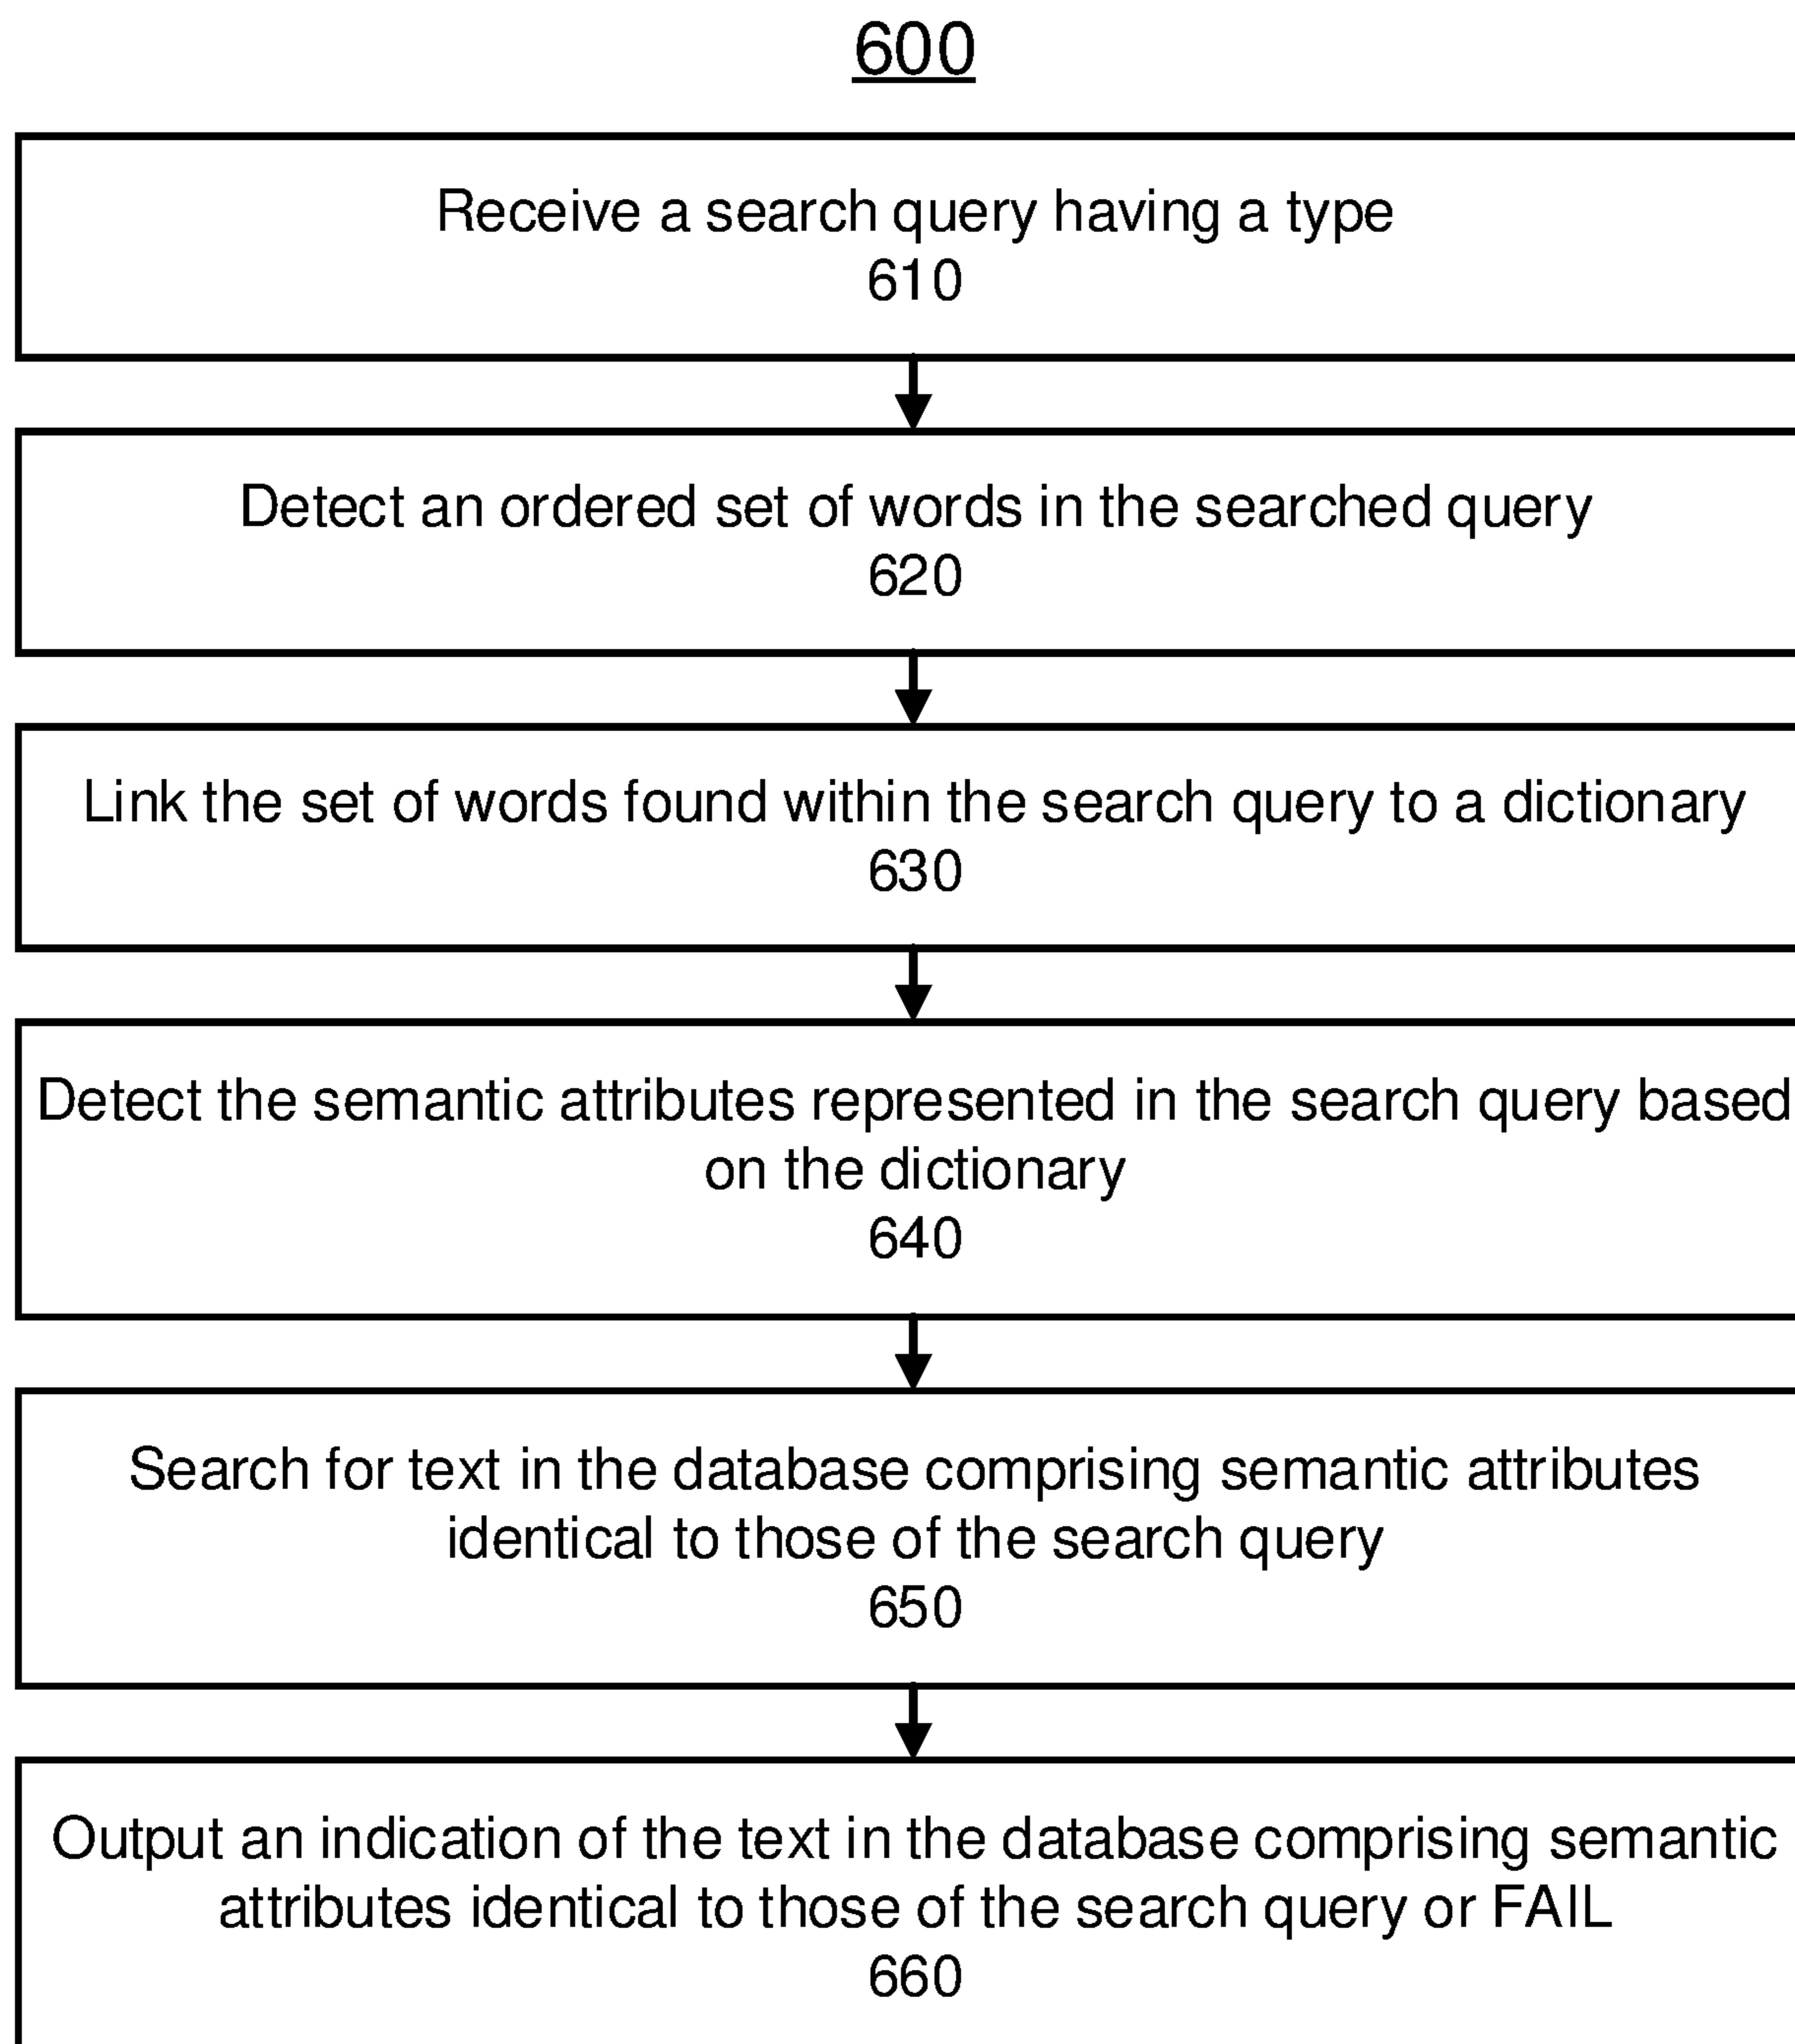 600
Receive a search query having a type
610
Detect an ordered set of words in the searched query
620
Link the set of words found within the search query to a dictionary
630
Detect the semantic attributes represented in the search query based
on the dictionary
640
Search for text in the database comprising semantic attributes
identical to those of the search query
650
Output an indication of the text in the database comprising semantic
attributes identical to those of the search query or FAIL
660